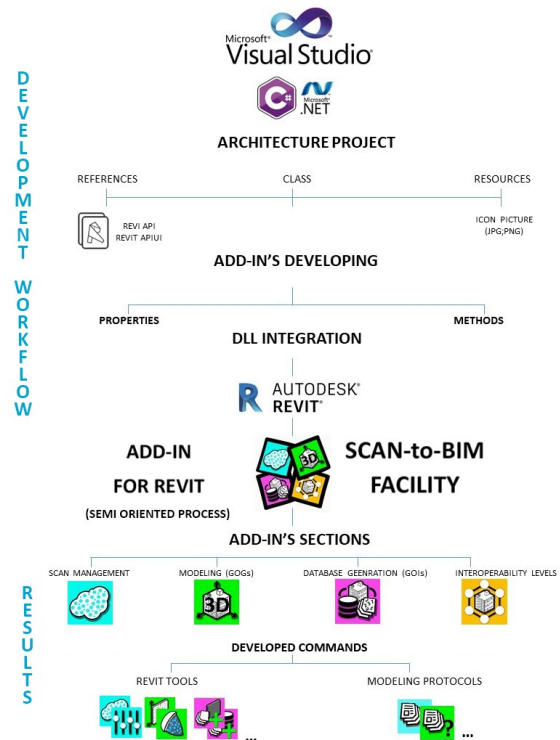 Microsoft®
Visual Studio®
C#
Microsoft®
.NET
ARCHITECTURE PROJECT
REFERENCES CLASS RESOURCES
REVI API
REVIT APIUI
ICON PICTURE
(JPG;PNG)
ADD-IN'S DEVELOPING
PROPERTIES METHODS
DLL INTEGRATION
R AUTODESK®
REVIT®
ADD-IN
FOR REVIT
(SEMI ORIENTED PROCESS)
3D
SCAN-to-BIM
FACILITY
ADD-IN'S SECTIONS
SCAN MANAGEMENT MODELING (GOGs) DATABASE GEENRATION (GOIs) INTEROPERABILITY LEVELS
3D
DEVELOPED COMMANDS
REVIT TOOLS MODELING PROTOCOLS
... ? ...
DEVELOPMENT WORKFLOW
RESULTS